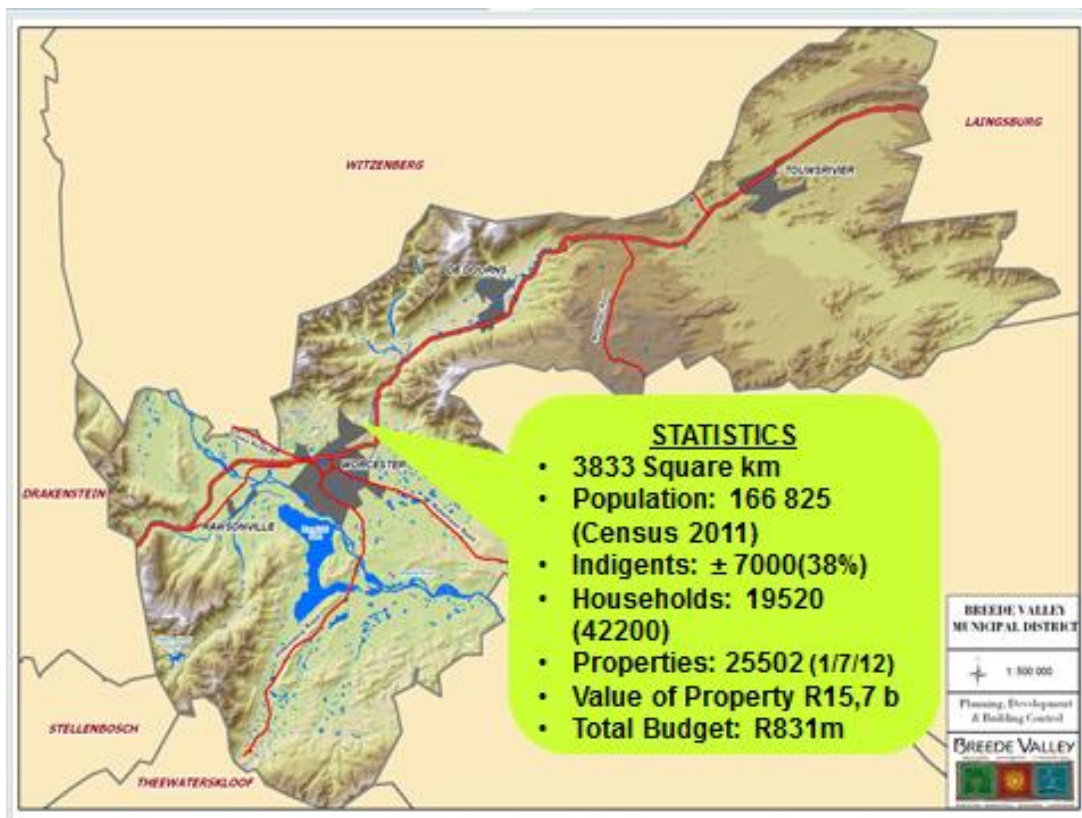 LAINGSBURG
WITZENBERG
TOUWSRIVIER
DE DOORNS
WORCESTER
DRAKENSTEIN
RAWSONVILLE
STELLENBOSCH
THEEWATERSKLOOF
STATISTICS
• 3833 Square km
• Population: 166 825
(Census 2011)
• Indigents: ± 7000(38%)
• Households: 19520
(42200)
• Properties: 25502 (1/7/12)
• Value of Property R15,7 b
• Total Budget: R831m
BREEDE VALLEY
MUNICIPAL DISTRICT
1: 500 000
Planning, Development
& Building Control
BREEDE VALLEY